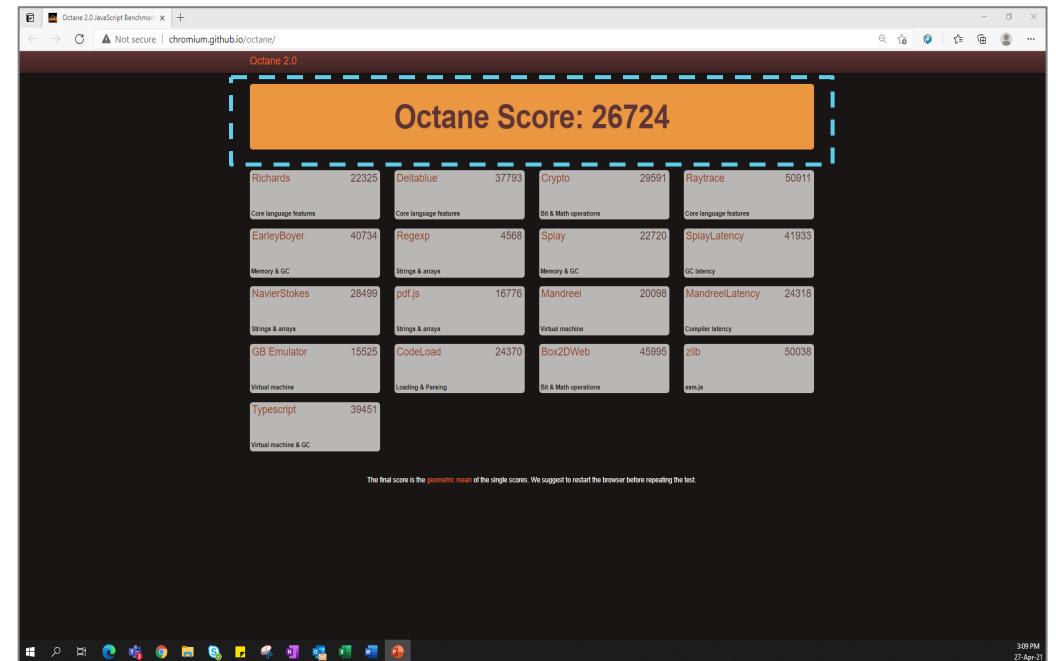 Octane 2.0 JavaScript Benchmark
Not secure | chromium.github.io/octane/
Octane 2.0
Octane Score: 26724
Richards 22325
Core language features
Deltablue 37793
Core language features
Crypto 29591
Bit & Math operations
Raytrace 50911
Core language features
EarleyBoyer 40734
Memory & GC
Regexp 4568
Strings & arrays
Splay 22720
Memory & GC
SplayLatency 41933
GC latency
NavierStokes 28499
Strings & arrays
pdf.js 16776
Strings & arrays
Mandreel 20098
Virtual machine
MandreelLatency 24318
Compiler latency
GB Emulator 15525
Virtual machine
CodeLoad 24370
Loading & Parsing
Box2DWeb 45995
Bit & Math operations
zlib 50038
asm.js
Typescript 39451
Virtual machine & GC
The final score is the geometric mean of the single scores. We suggest to restart the browser before repeating the test.
3:09 PM
27-Apr-21